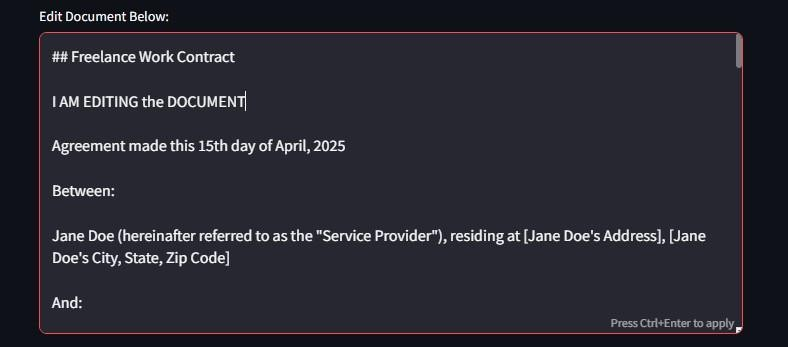 Edit Document Below:
## Freelance Work Contract
I AM EDITING the DOCUMENT
Agreement made this 15th day of April, 2025
Between:
Jane Doe (hereinafter referred to as the "Service Provider"), residing at [Jane Doe's Address], [Jane
Doe's City, State, Zip Code]
And:
Press Ctrl+Enter to apply